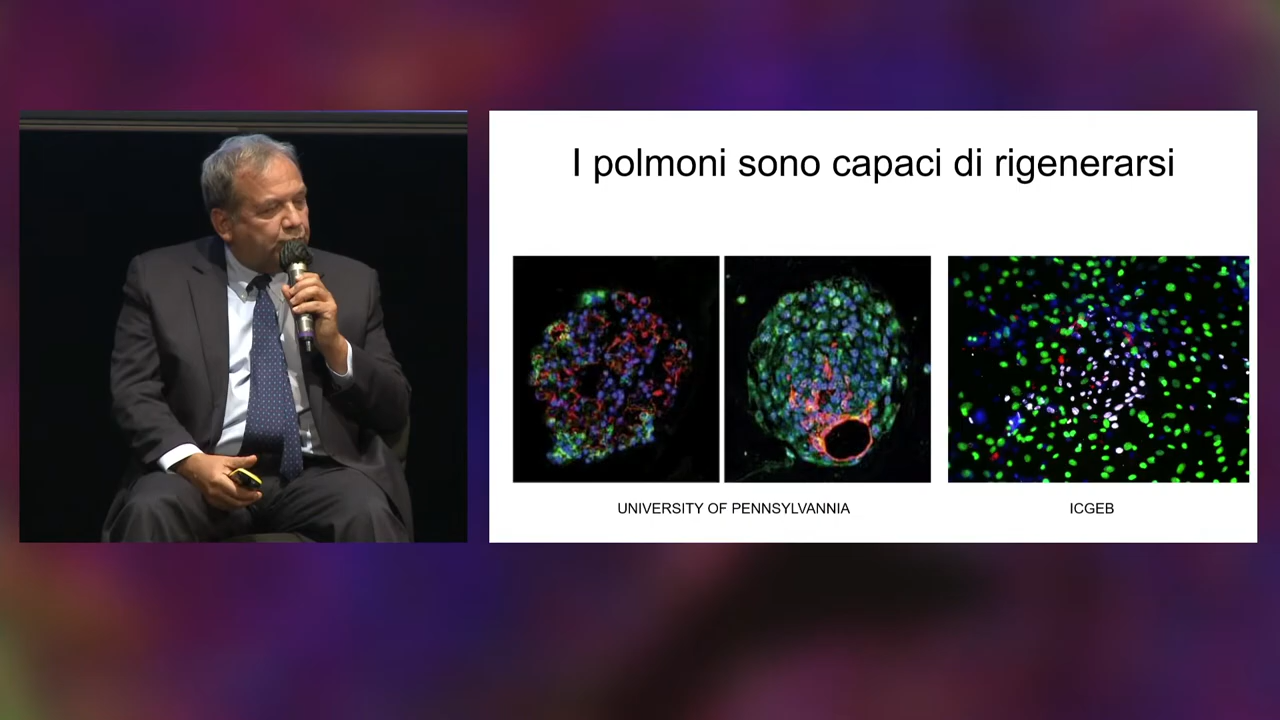 I polmoni sono capaci di rigenerarsi
UNIVERSITY OF PENNSYLVANNIA
ICGEB